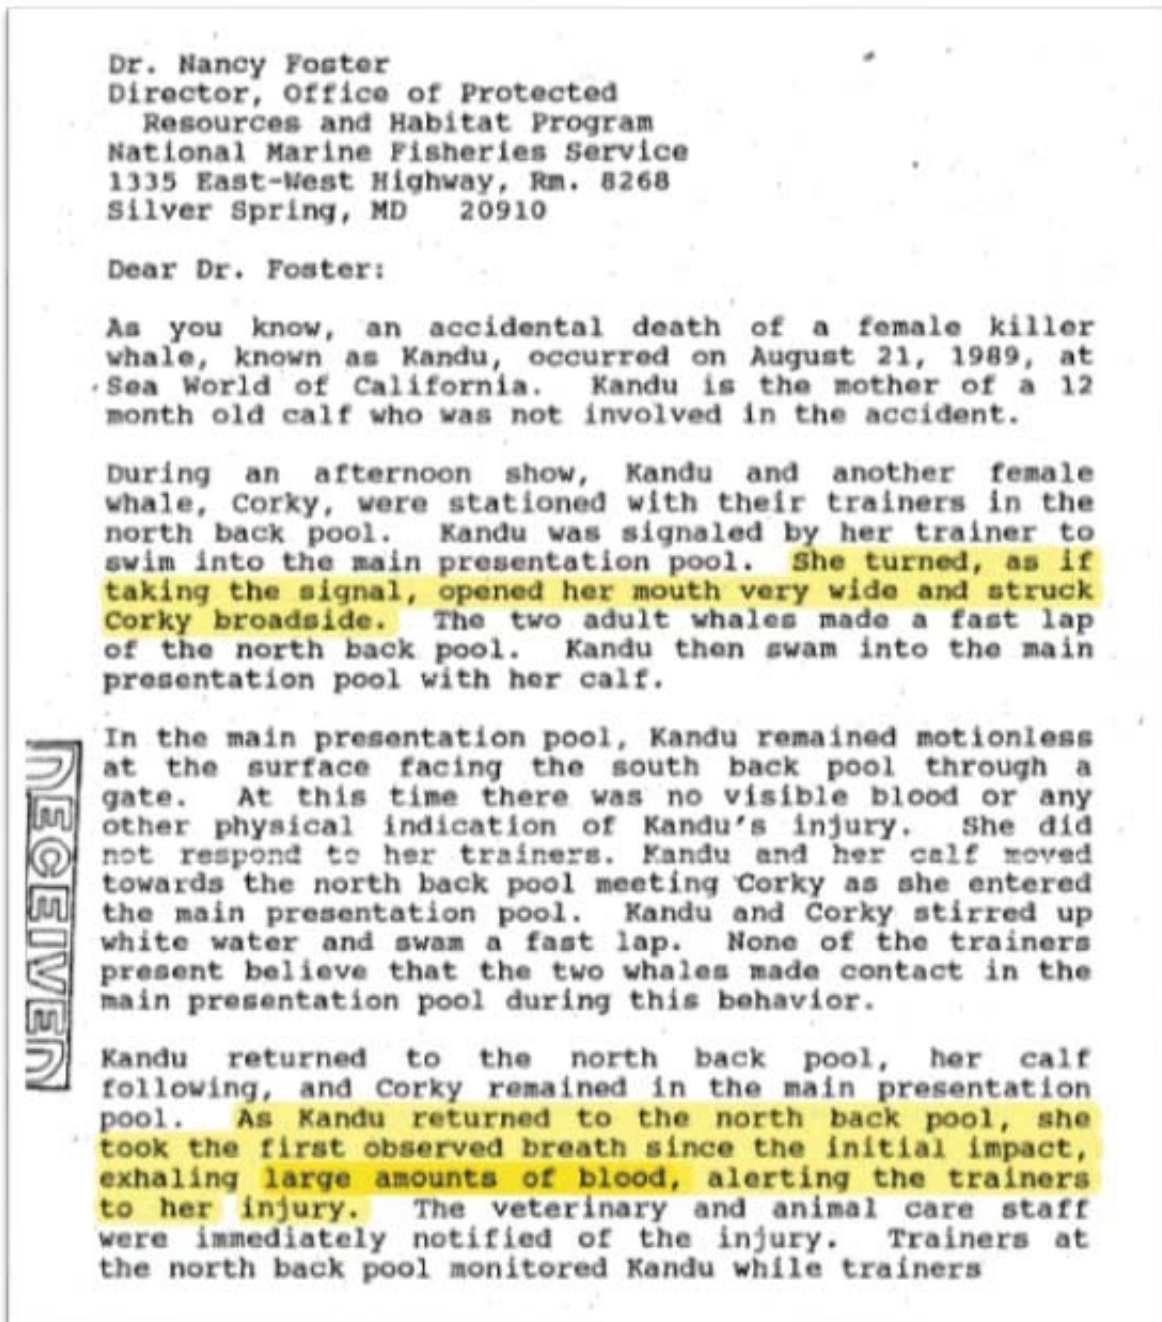 Dr. Nancy Foster
Director, Office of Protected
Resources and Habitat Program
National Marine Fisheries Service
1335 East-West Highway, Rm. 8268
Silver Spring, MD 20910
Dear Dr. Foster:
As you know, an accidental death of a female killer
whale, known as Kandu, occurred on August 21, 1989, at
Sea World of California. Kandu is the mother of a 12
month old calf who was not involved in the accident.
During an afternoon show, Kandu and another female
whale, Corky, were stationed with their trainers in the
north back pool. Kandu was signaled by her trainer to
swim into the main presentation pool. She turned, as if
taking the signal, opened her mouth very wide and struck
Corky broadside. The two adult whales made a fast lap
of the north back pool. Kandu then swam into the main
presentation pool with her calf.
In the main presentation pool, Kandu remained motionless
at the surface facing the south back pool through a
gate. At this time there was no visible blood or any
other physical indication of Kandu's injury. She did
not respond to her trainers. Kandu and her calf moved
towards the north back pool meeting Corky as she entered
the main presentation pool. Kandu and Corky stirred up
white water and swam a fast lap. None of the trainers
present believe that the two whales made contact in the
main presentation pool during this behavior.
Kandu returned to the north back pool, her calf
following, and Corky remained in the main presentation
pool. As Kandu returned to the north back pool, she
took the first observed breath since the initial impact,
exhaling large amounts of blood, alerting the trainers
to her injury. The veterinary and animal care staff
were immediately notified of the injury. Trainers at
the north back pool monitored Kandu while trainers
RECEIVED